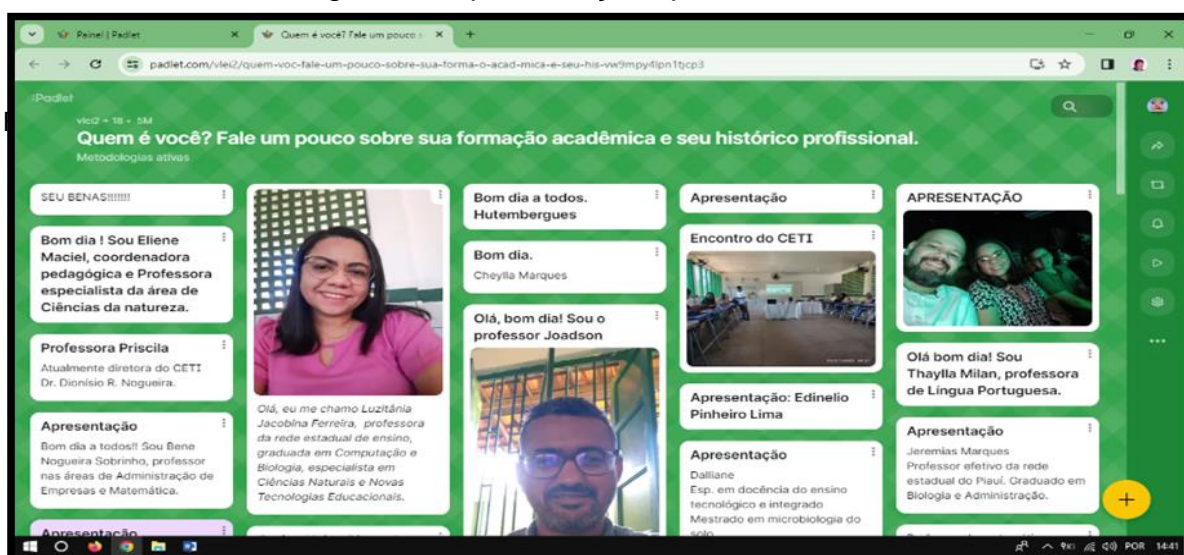 Painel | Padlet
Quem é você? Fale um pouco s
padlet.com/vlei2/quem-voc-fale-um-pouco-sobre-sua-forma-o-acad-mica-e-seu-his-vw9mpy4lpn1tjcp3
:Padlet
vlei2 + 18 • 5M
Quem é você? Fale um pouco sobre sua formação acadêmica e seu histórico profissional.
Metodologias ativas
SEU BENAS!!!!!!!
Bom dia ! Sou Eliene
Maciel, coordenadora
pedagógica e Professora
especialista da área de
Ciências da natureza.
Professora Priscila
Atualmente diretora do CETI
Dr. Dionísio R. Nogueira.
Apresentação
Bom dia a todos!! Sou Bene
Nogueira Sobrinho, professor
nas áreas de Administração de
Empresas e Matemática.
Apresentação
Olá, eu me chamo Luzitânia
Jacobina Ferreira, professora
da rede estadual de ensino,
graduada em Computação e
Biologia, especialista em
Ciências Naturais e Novas
Tecnologias Educacionais.
Bom dia a todos.
Hutembergues
Bom dia.
Cheylla Marques
Olá, bom dia! Sou o
professor Joadson
Apresentação
Encontro do CETI
Apresentação: Edinelio
Pinheiro Lima
Apresentação
Dalliane
Esp. em docência do ensino
tecnológico e integrado
Mestrado em microbiologia do
solo
APRESENTAÇÃO
Olá bom dia! Sou
Thaylla Milan, professora
de Língua Portuguesa.
Apresentação
Jeremias Marques
Professor efetivo da rede
estadual do Piauí. Graduado em
Biologia e Administração.
POR 14:41